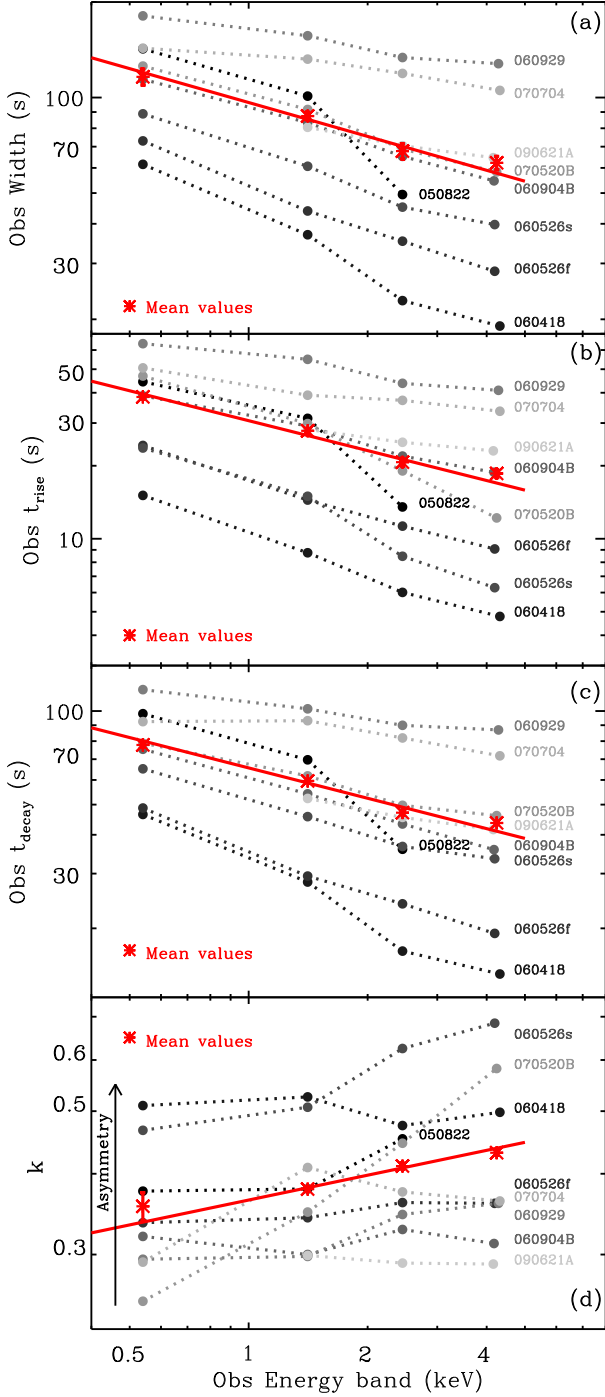 (a)
Obs Width (s)
100
70
30
060929
070704
090621A
070520B
060904B
050822
060526s
060526f
060418
Mean values
(b)
Obs t_rise (s)
50
30
10
060929
070704
090621A
060904B
050822
070520B
060526f
060526s
060418
Mean values
(c)
Obs t_decay (s)
100
70
30
060929
070704
070520B
090621A
060904B
050822
060526s
060526f
060418
Mean values
Mean values
k
0.6
0.5
0.3
Asymmetry
060526s
070520B
060418
050822
060526f
070704
060929
060904B
090621A
(d)
0.5 1 2 4
Obs Energy band (keV)